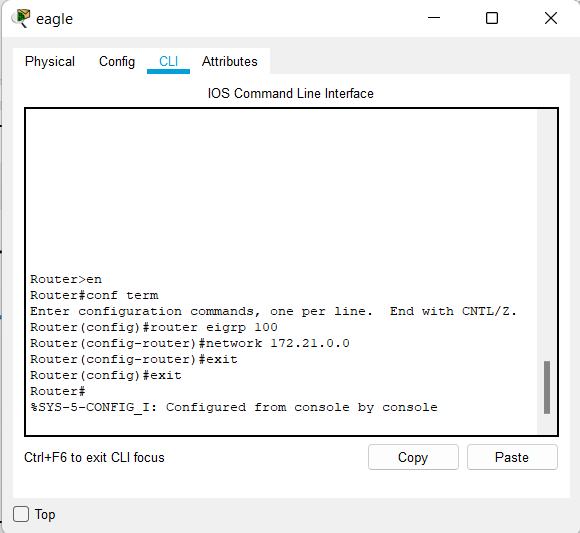 eagle
Physical Config CLI Attributes
IOS Command Line Interface
Router>en
Router#conf term
Enter configuration commands, one per line.  End with CNTL/Z.
Router(config)#router eigrp 100
Router(config-router)#network 172.21.0.0
Router(config-router)#exit
Router(config)#exit
Router#
%SYS-5-CONFIG_I: Configured from console by console
Ctrl+F6 to exit CLI focus Copy Paste
Top